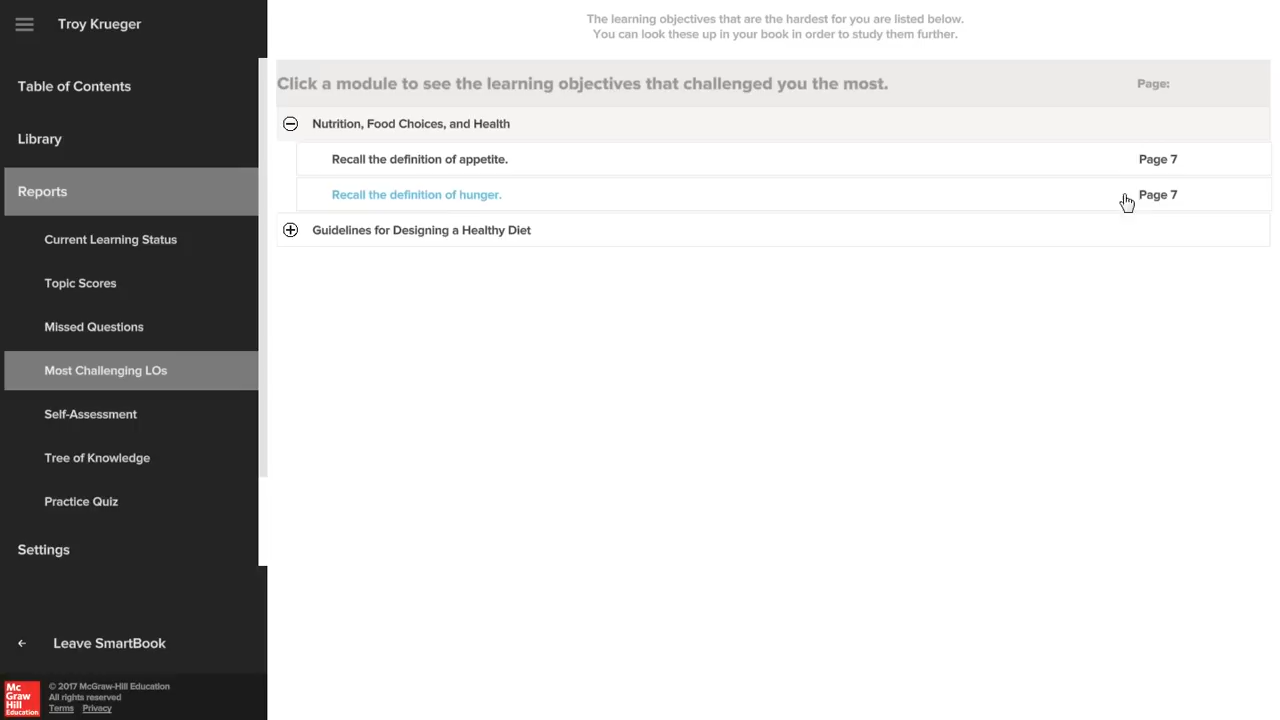 Troy Krueger
Table of Contents
Library
Reports
Current Learning Status
Topic Scores
Missed Questions
Most Challenging LOs
Self-Assessment
Tree of Knowledge
Practice Quiz
Settings
Leave SmartBook
Mc
Graw
Hill
Education
© 2017 McGraw-Hill Education
All rights reserved
Terms Privacy
The learning objectives that are the hardest for you are listed below.
You can look these up in your book in order to study them further.
Click a module to see the learning objectives that challenged you the most. Page:
Nutrition, Food Choices, and Health
Recall the definition of appetite. Page 7
Recall the definition of hunger. Page 7
Guidelines for Designing a Healthy Diet